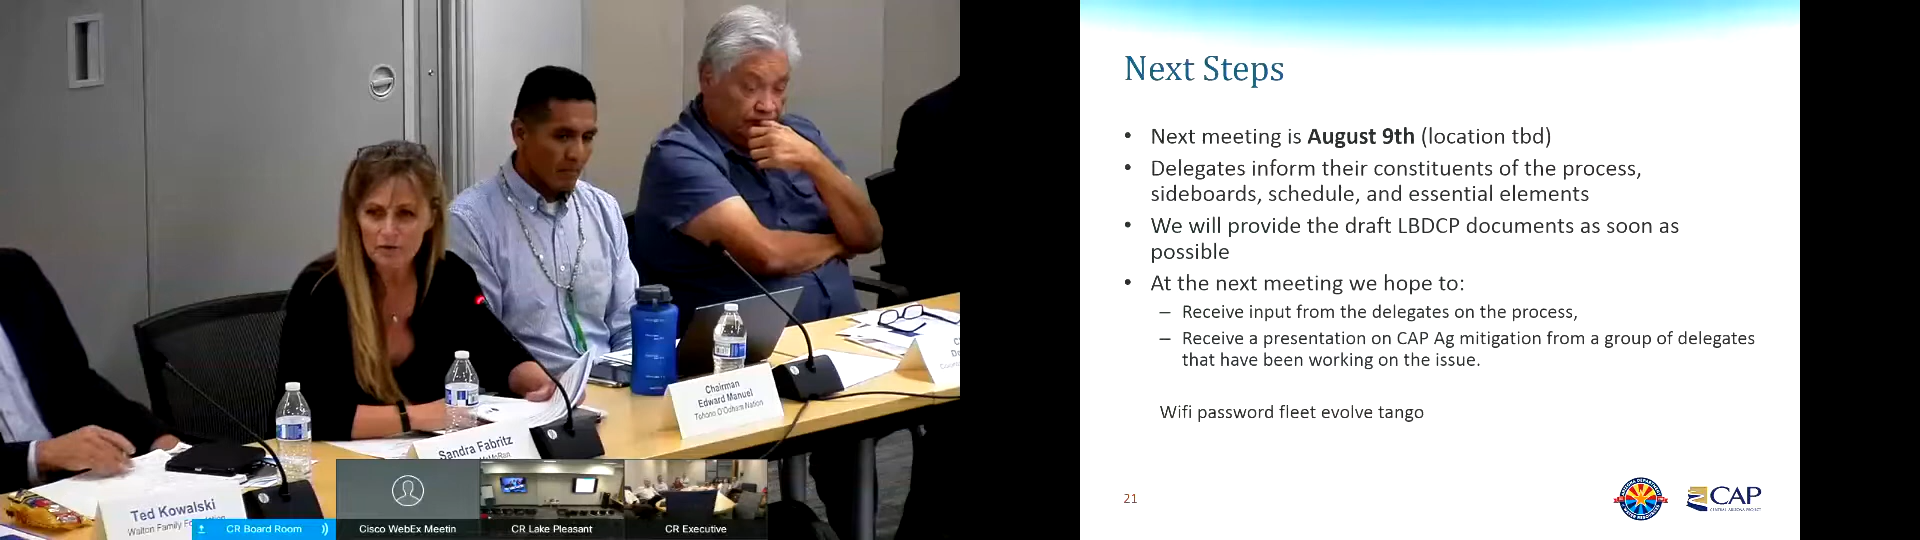 Chairman
Edward Manuel
Tohono O'Odham Nation
Sandra Fabritz
Ted Kowalski
Walton Family
CR Board Room
Cisco WebEx Meetin
CR Lake Pleasant
CR Executive
Next Steps
• Next meeting is August 9th (location tbd)
• Delegates inform their constituents of the process,
sideboards, schedule, and essential elements
• We will provide the draft LBDCP documents as soon as
possible
• At the next meeting we hope to:
– Receive input from the delegates on the process,
– Receive a presentation on CAP Ag mitigation from a group of delegates
that have been working on the issue.
Wifi password fleet evolve tango
21
CAP
CENTRAL ARIZONA PROJECT